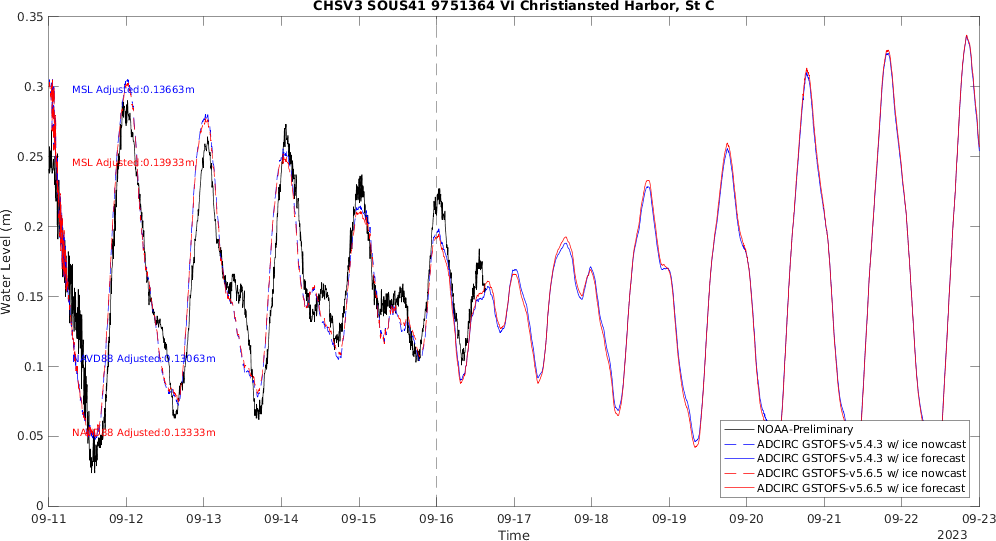 CHSV3 SOUS41 9751364 VI Christiansted Harbor, St C
0.35
0.3
0.25
0.2
0.15
0.1
0.05
0
Water Level (m)
MSL Adjusted:0.13663m
MSL Adjusted:0.13933m
NAVD88 Adjusted:0.13063m
NAVD88 Adjusted:0.13333m
NOAA-Preliminary
ADCIRC GSTOFS-v5.4.3 w/ ice nowcast
ADCIRC GSTOFS-v5.4.3 w/ ice forecast
ADCIRC GSTOFS-v5.6.5 w/ ice nowcast
ADCIRC GSTOFS-v5.6.5 w/ ice forecast
09-11 09-12 09-13 09-14 09-15 09-16 09-17 09-18 09-19 09-20 09-21 09-22 09-23
Time
2023